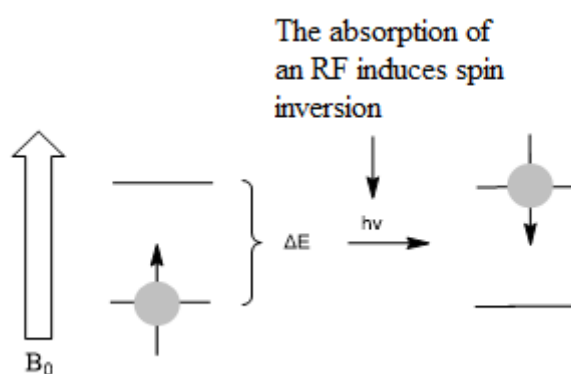 The absorption of
an RF induces spin
inversion
ΔE
hν
B₀